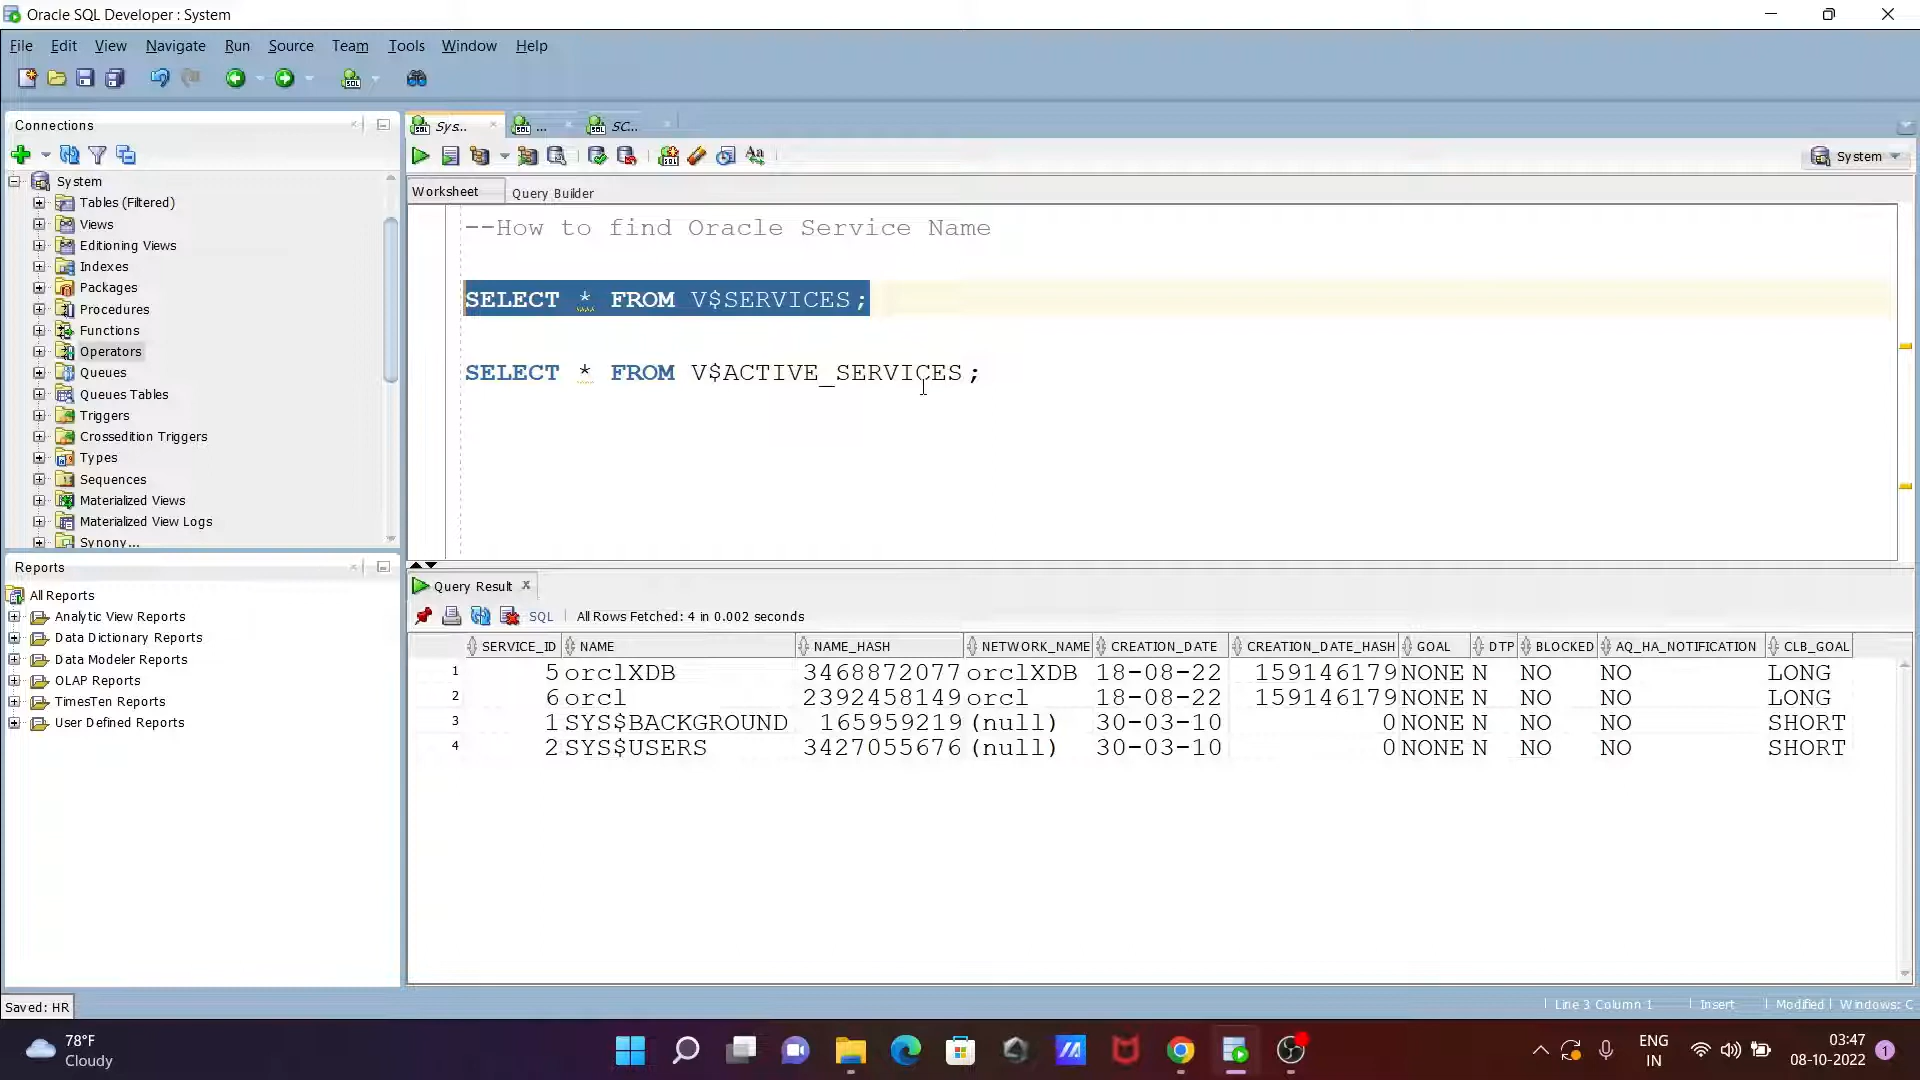 Oracle SQL Developer : System
File Edit View Navigate Run Source Team Tools Window Help
Connections
Sys...
...
SC...
System
Worksheet
Query Builder
System
Tables (Filtered)
Views
Editioning Views
Indexes
Packages
Procedures
Functions
Operators
Queues
Queues Tables
Triggers
Crossedition Triggers
Types
Sequences
Materialized Views
Materialized View Logs
Synony...
--How to find Oracle Service Name
SELECT * FROM V$SERVICES;
SELECT * FROM V$ACTIVE_SERVICES;
Reports
All Reports
Analytic View Reports
Data Dictionary Reports
Data Modeler Reports
OLAP Reports
TimesTen Reports
User Defined Reports
Query Result
SQL | All Rows Fetched: 4 in 0.002 seconds
SERVICE_ID NAME NAME_HASH NETWORK_NAME CREATION_DATE CREATION_DATE_HASH GOAL DTP BLOCKED AQ_HA_NOTIFICATION CLB_GOAL
1 5 orclXDB 3468872077 orclXDB 18-08-22 159146179 NONE N NO NO LONG
2 6 orcl 2392458149 orcl 18-08-22 159146179 NONE N NO NO LONG
3 1 SYS$BACKGROUND 165959219 (null) 30-03-10 0 NONE N NO NO SHORT
4 2 SYS$USERS 3427055676 (null) 30-03-10 0 NONE N NO NO SHORT
Saved: HR
Line 3 Column 1 | Insert | Modified | Windows: C
78°F
Cloudy
ENG
IN
03:47
08-10-2022
1